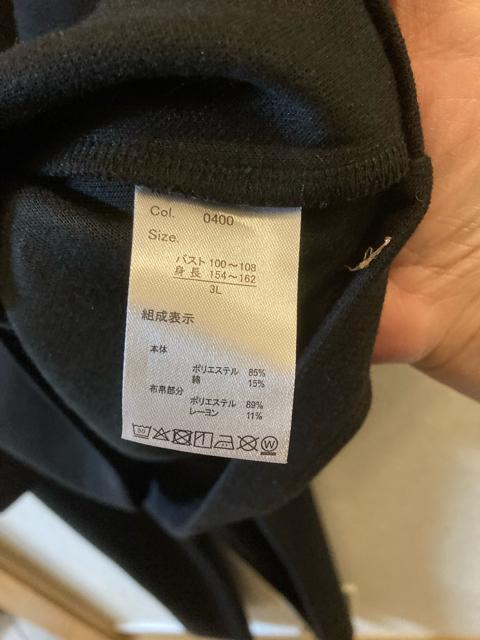 Col. 0400
Size.
バスト 100～108
身長 154～162
3L
組成表示
本体
ポリエステル 85%
綿 15%
布帛部分
ポリエステル 89%
レーヨン 11%
30
W